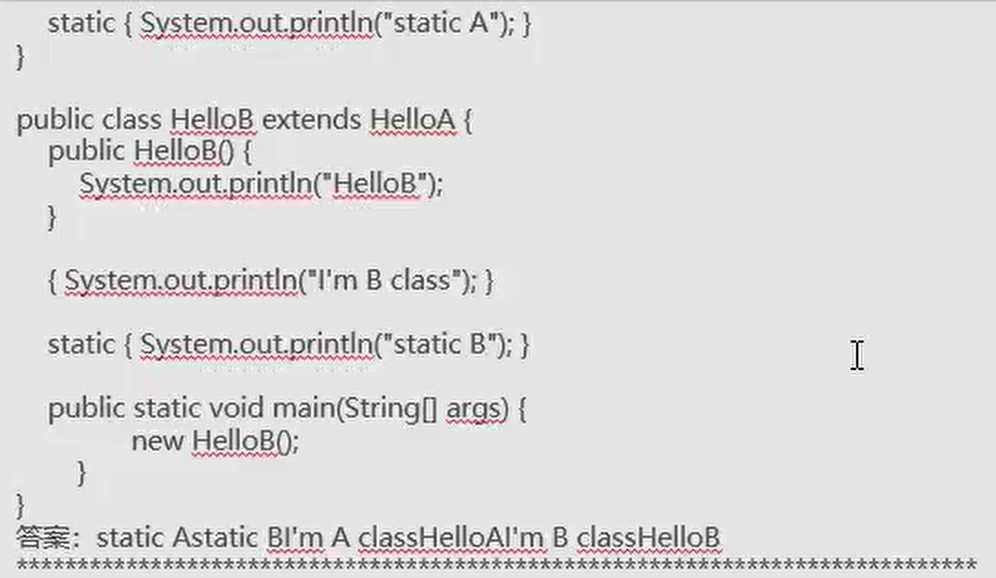 static { System.out.println("static A"); }
}
public class HelloB extends HelloA {
public HelloB() {
System.out.println("HelloB");
}
{ System.out.println("I'm B class"); }
static { System.out.println("static B"); }
public static void main(String[] args) {
new HelloB();
}
}
答案：static Astatic BI'm A classHelloAI'm B classHelloB
********************************************************************************